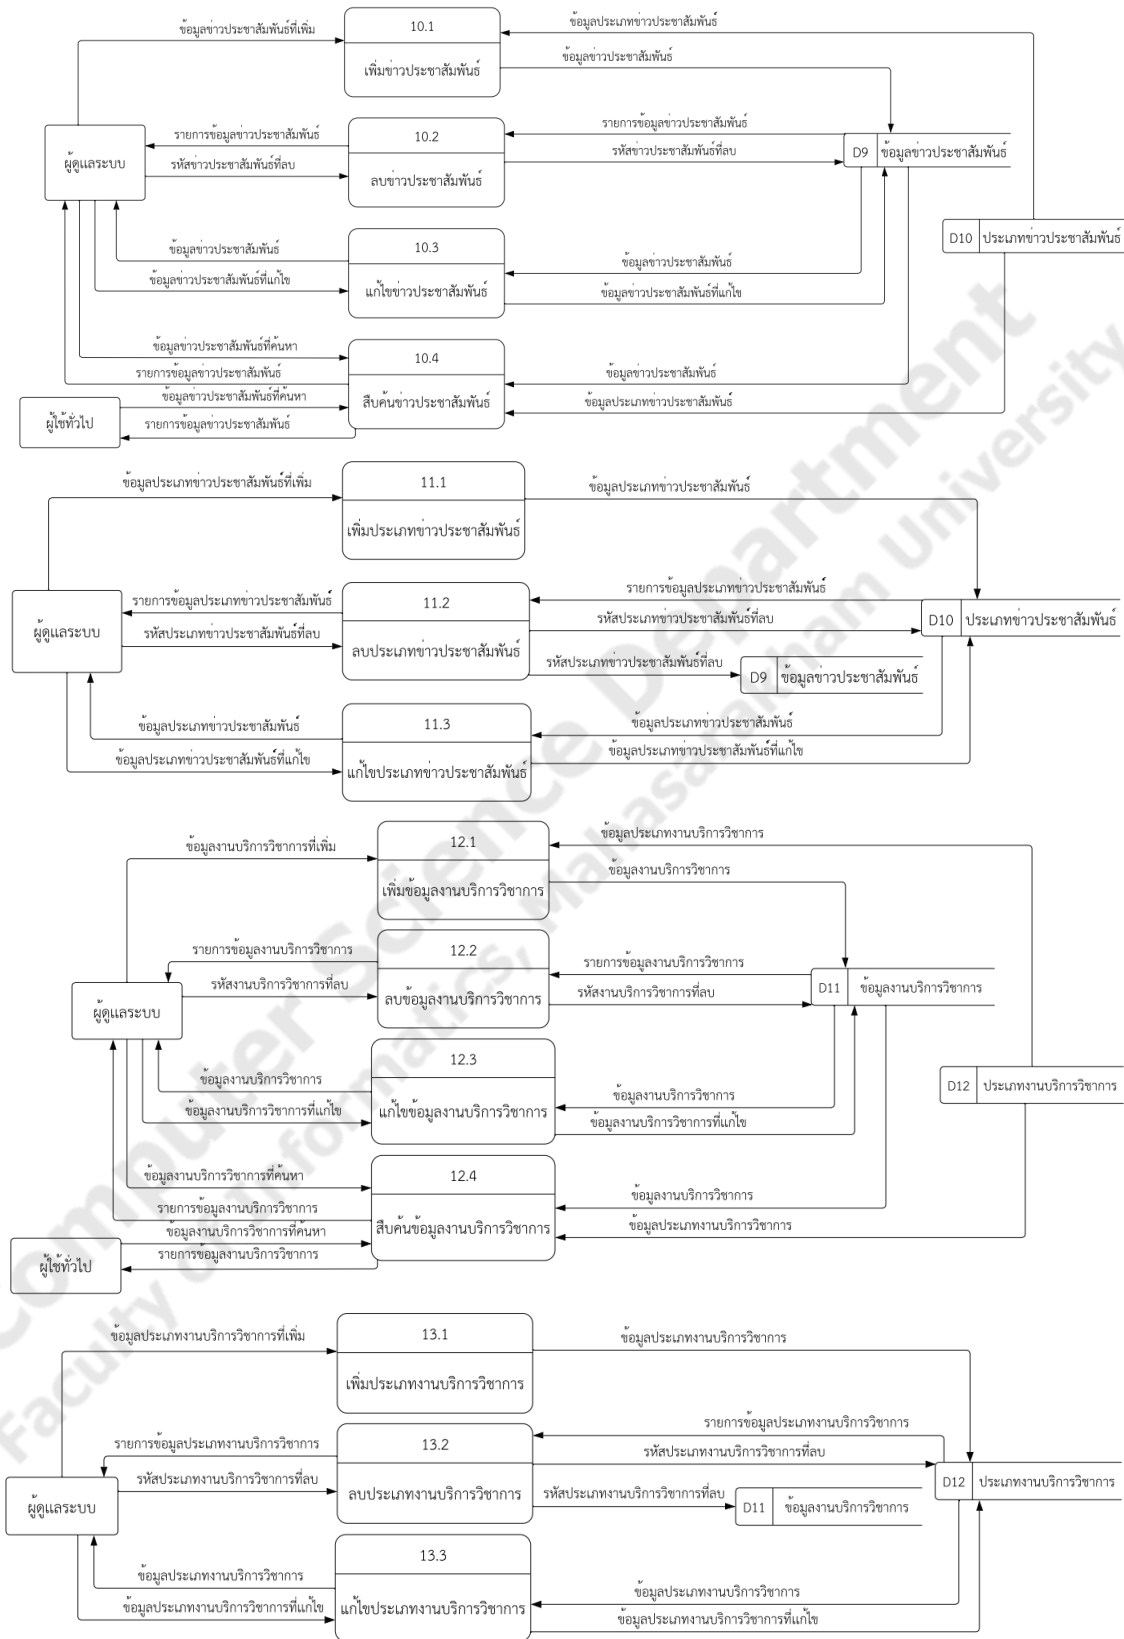 ข้อมูลข่าวประชาสัมพันธ์ที่เพิ่ม
10.1
เพิ่มข่าวประชาสัมพันธ์
ข้อมูลประเภทข่าวประชาสัมพันธ์
ข้อมูลข่าวประชาสัมพันธ์
ผู้ดูแลระบบ
รายการข้อมูลข่าวประชาสัมพันธ์
รหัสข่าวประชาสัมพันธ์ที่ลบ
10.2
ลบข่าวประชาสัมพันธ์
รายการข้อมูลข่าวประชาสัมพันธ์
รหัสข่าวประชาสัมพันธ์ที่ลบ
D9 ข้อมูลข่าวประชาสัมพันธ์
D10 ประเภทข่าวประชาสัมพันธ์
ข้อมูลข่าวประชาสัมพันธ์
ข้อมูลข่าวประชาสัมพันธ์ที่แก้ไข
10.3
แก้ไขข่าวประชาสัมพันธ์
ข้อมูลข่าวประชาสัมพันธ์
ข้อมูลข่าวประชาสัมพันธ์ที่แก้ไข
ข้อมูลข่าวประชาสัมพันธ์ที่ค้นหา
รายการข้อมูลข่าวประชาสัมพันธ์
ข้อมูลข่าวประชาสัมพันธ์ที่ค้นหา
รายการข้อมูลข่าวประชาสัมพันธ์
ผู้ใช้ทั่วไป
10.4
สืบค้นข่าวประชาสัมพันธ์
ข้อมูลข่าวประชาสัมพันธ์
ข้อมูลประเภทข่าวประชาสัมพันธ์
ข้อมูลประเภทข่าวประชาสัมพันธ์ที่เพิ่ม
11.1
เพิ่มประเภทข่าวประชาสัมพันธ์
ข้อมูลประเภทข่าวประชาสัมพันธ์
ผู้ดูแลระบบ
รายการข้อมูลประเภทข่าวประชาสัมพันธ์
รหัสประเภทข่าวประชาสัมพันธ์ที่ลบ
11.2
ลบประเภทข่าวประชาสัมพันธ์
รายการข้อมูลประเภทข่าวประชาสัมพันธ์
รหัสประเภทข่าวประชาสัมพันธ์ที่ลบ
D10 ประเภทข่าวประชาสัมพันธ์
รหัสประเภทข่าวประชาสัมพันธ์ที่ลบ
D9 ข้อมูลข่าวประชาสัมพันธ์
ข้อมูลประเภทข่าวประชาสัมพันธ์
ข้อมูลประเภทข่าวประชาสัมพันธ์ที่แก้ไข
11.3
แก้ไขประเภทข่าวประชาสัมพันธ์
ข้อมูลประเภทข่าวประชาสัมพันธ์
ข้อมูลประเภทข่าวประชาสัมพันธ์ที่แก้ไข
ข้อมูลงานบริการวิชาการที่เพิ่ม
12.1
เพิ่มข้อมูลงานบริการวิชาการ
ข้อมูลประเภทงานบริการวิชาการ
ข้อมูลงานบริการวิชาการ
ผู้ดูแลระบบ
รายการข้อมูลงานบริการวิชาการ
รหัสงานบริการวิชาการที่ลบ
12.2
ลบข้อมูลงานบริการวิชาการ
รายการข้อมูลงานบริการวิชาการ
รหัสงานบริการวิชาการที่ลบ
D11 ข้อมูลงานบริการวิชาการ
D12 ประเภทงานบริการวิชาการ
ข้อมูลงานบริการวิชาการ
ข้อมูลงานบริการวิชาการที่แก้ไข
12.3
แก้ไขข้อมูลงานบริการวิชาการ
ข้อมูลงานบริการวิชาการ
ข้อมูลงานบริการวิชาการที่แก้ไข
ข้อมูลงานบริการวิชาการที่ค้นหา
รายการข้อมูลงานบริการวิชาการ
ข้อมูลงานบริการวิชาการที่ค้นหา
รายการข้อมูลงานบริการวิชาการ
ผู้ใช้ทั่วไป
12.4
สืบค้นข้อมูลงานบริการวิชาการ
ข้อมูลงานบริการวิชาการ
ข้อมูลประเภทงานบริการวิชาการ
ข้อมูลประเภทงานบริการวิชาการที่เพิ่ม
13.1
เพิ่มประเภทงานบริการวิชาการ
ข้อมูลประเภทงานบริการวิชาการ
ผู้ดูแลระบบ
รายการข้อมูลประเภทงานบริการวิชาการ
รหัสประเภทงานบริการวิชาการที่ลบ
13.2
ลบประเภทงานบริการวิชาการ
รายการข้อมูลประเภทงานบริการวิชาการ
รหัสประเภทงานบริการวิชาการที่ลบ
D12 ประเภทงานบริการวิชาการ
รหัสประเภทงานบริการวิชาการที่ลบ
D11 ข้อมูลงานบริการวิชาการ
ข้อมูลประเภทงานบริการวิชาการ
ข้อมูลประเภทงานบริการวิชาการที่แก้ไข
13.3
แก้ไขประเภทงานบริการวิชาการ
ข้อมูลประเภทงานบริการวิชาการ
ข้อมูลประเภทงานบริการวิชาการที่แก้ไข
Computer Science Department
Faculty of Informatics, Mahasarakham University